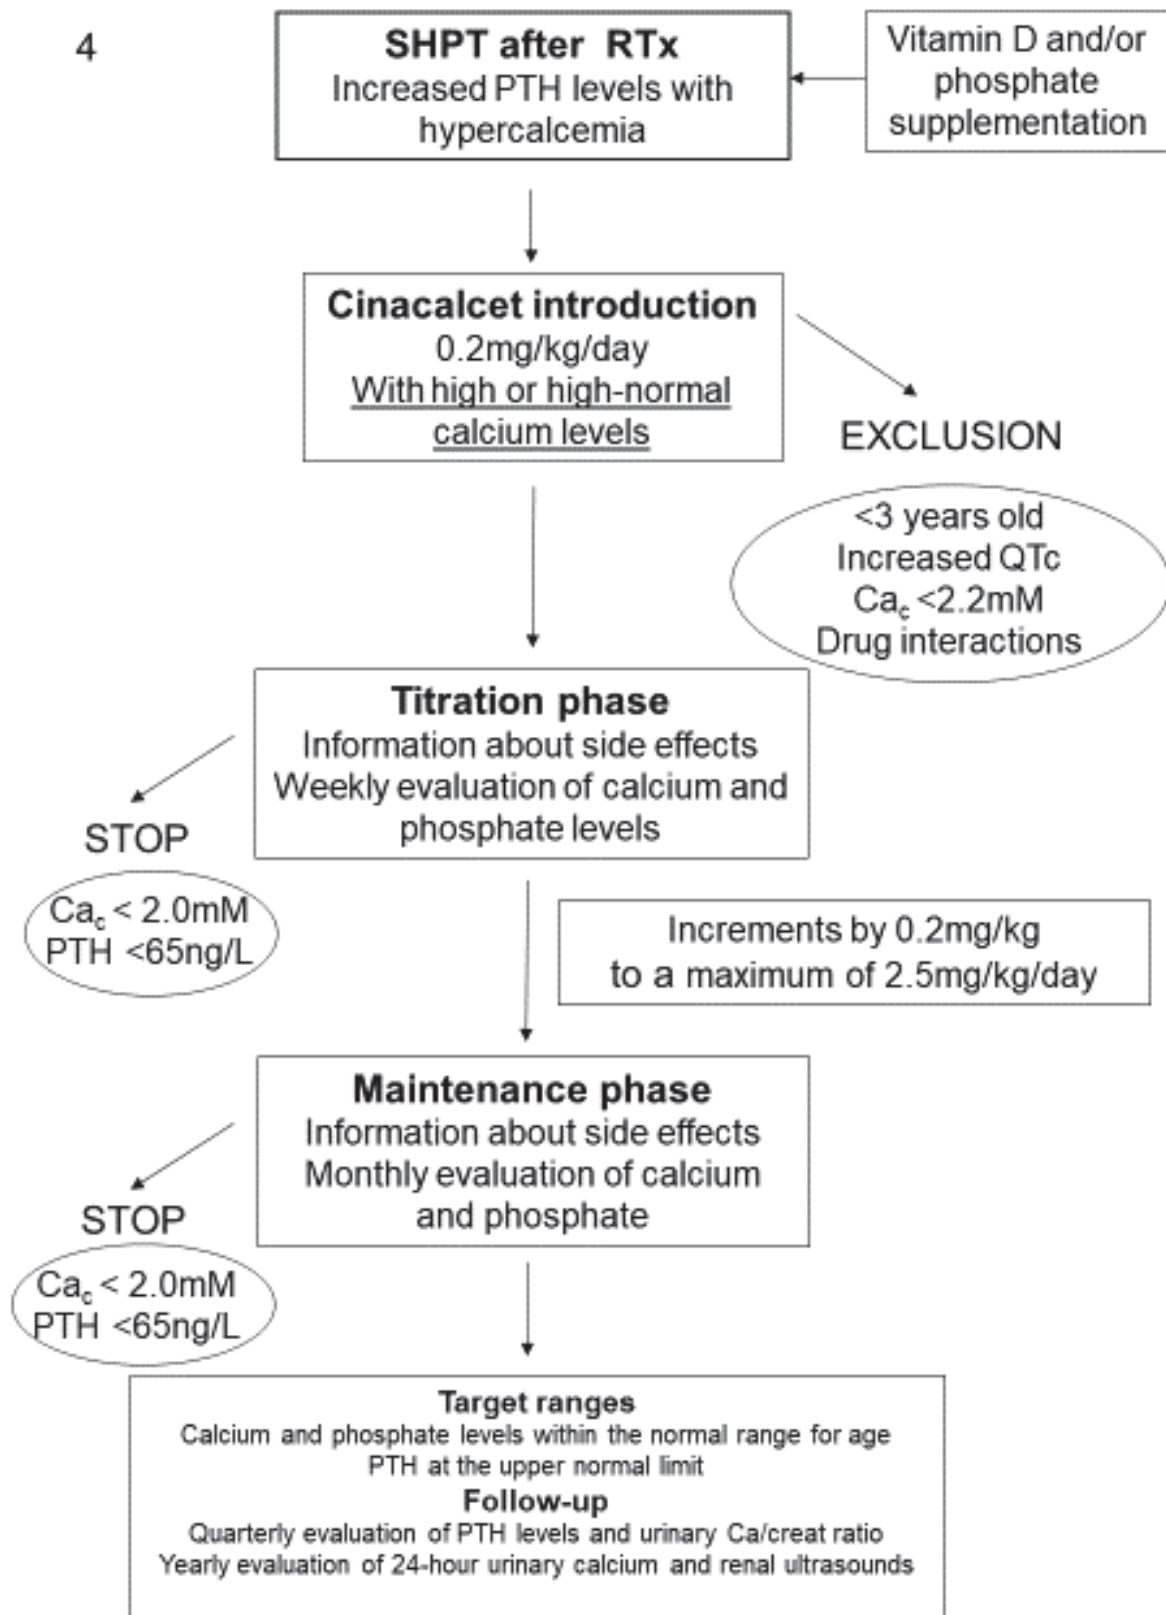 4
SHPT after RTx
Increased PTH levels with
hypercalcemia
Vitamin D and/or
phosphate
supplementation
Cinacalcet introduction
0.2mg/kg/day
With high or high-normal
calcium levels
EXCLUSION
<3 years old
Increased QTc
Cac <2.2mM
Drug interactions
Titration phase
Information about side effects
Weekly evaluation of calcium and
phosphate levels
STOP
Cac < 2.0mM
PTH <65ng/L
Increments by 0.2mg/kg
to a maximum of 2.5mg/kg/day
Maintenance phase
Information about side effects
Monthly evaluation of calcium
and phosphate
STOP
Cac < 2.0mM
PTH <65ng/L
Target ranges
Calcium and phosphate levels within the normal range for age
PTH at the upper normal limit
Follow-up
Quarterly evaluation of PTH levels and urinary Ca/creat ratio
Yearly evaluation of 24-hour urinary calcium and renal ultrasounds